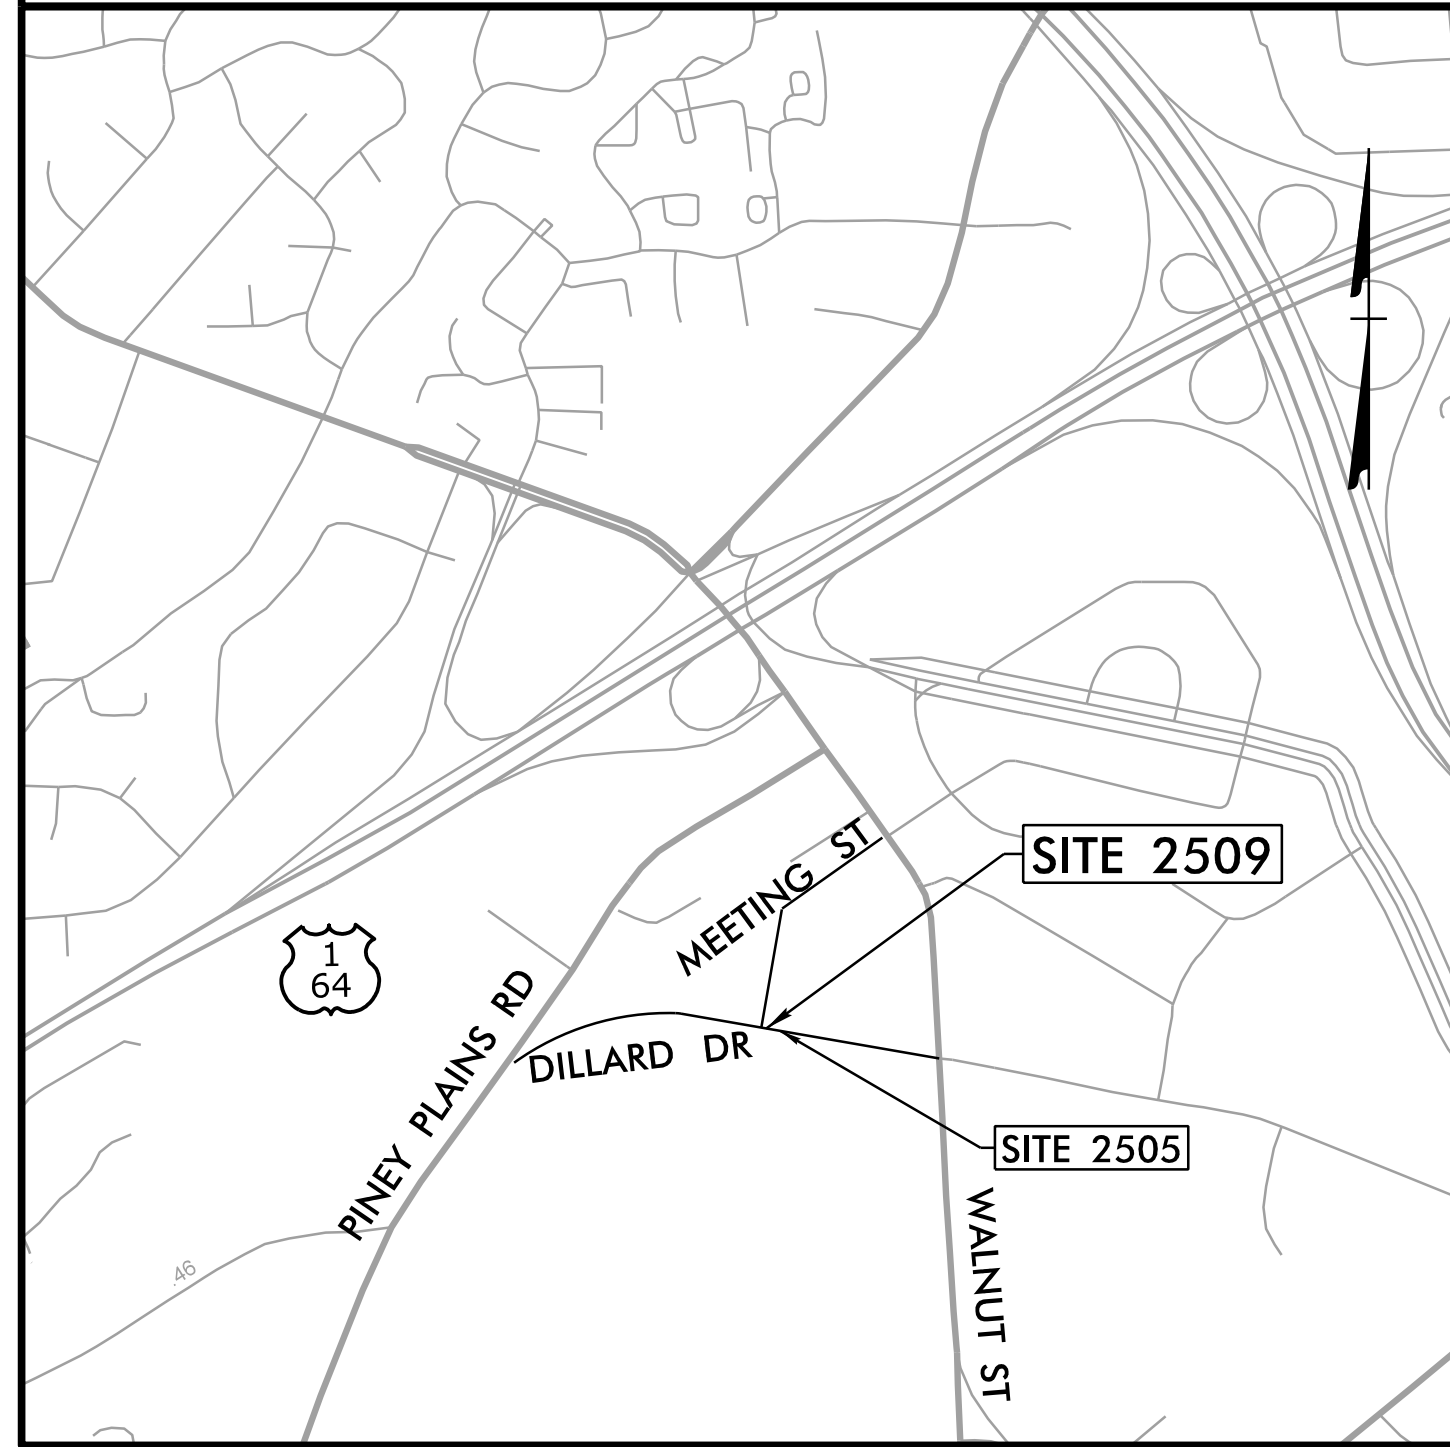 MEETING ST
SITE 2509
1
64
PINEY PLAINS RD
DILLARD DR
SITE 2505
WALNUT ST
.46